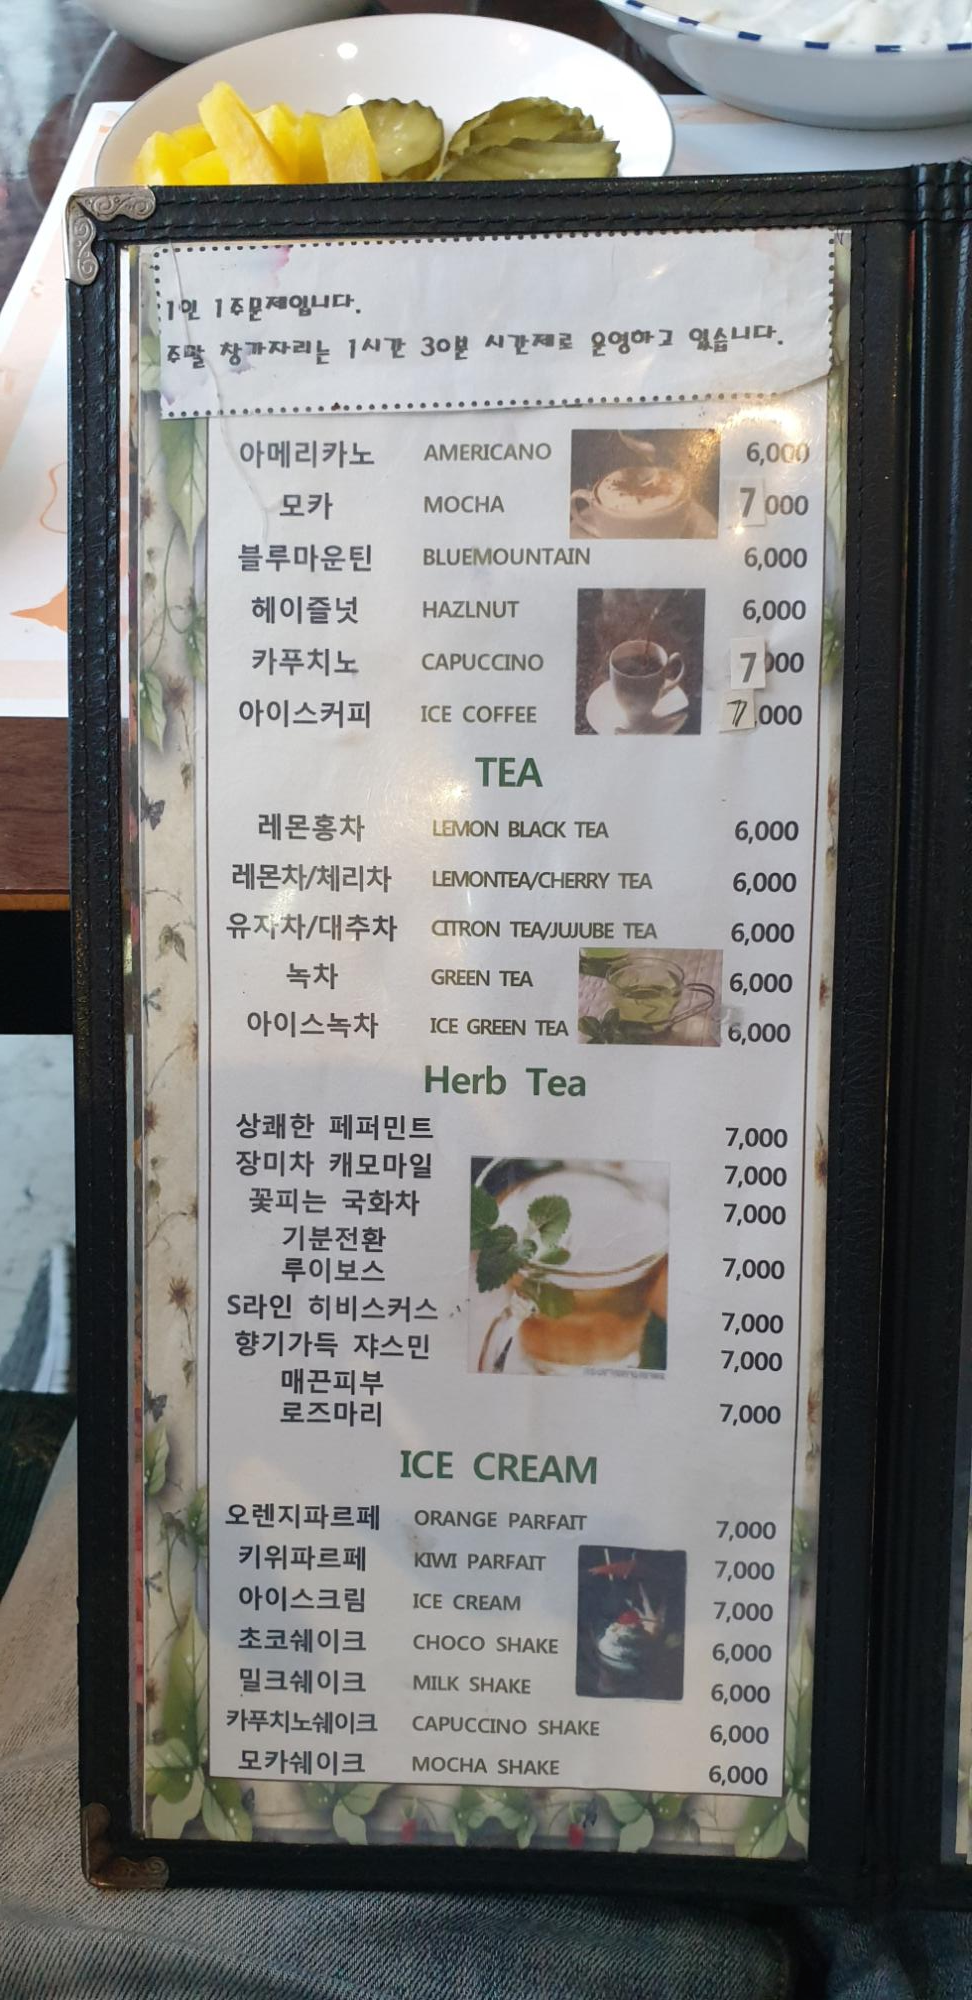 1인 1주문제입니다.
주말 창가자리는 1시간 30분 시간제로 운영하고 있습니다.
아메리카노 AMERICANO 6,000
모카 MOCHA 7,000
블루마운틴 BLUEMOUNTAIN 6,000
헤이즐넛 HAZLNUT 6,000
카푸치노 CAPUCCINO 7,000
아이스커피 ICE COFFEE 7,000
TEA
레몬홍차 LEMON BLACK TEA 6,000
레몬차/체리차 LEMONTEA/CHERRY TEA 6,000
유자차/대추차 CITRON TEA/JUJUBE TEA 6,000
녹차 GREEN TEA 6,000
아이스녹차 ICE GREEN TEA 6,000
Herb Tea
상쾌한 페퍼민트 7,000
장미차 캐모마일 7,000
꽃피는 국화차 7,000
기분전환
루이보스 7,000
S라인 히비스커스 7,000
향기가득 쟈스민 7,000
매끈피부
로즈마리 7,000
ICE CREAM
오렌지파르페 ORANGE PARFAIT 7,000
키위파르페 KIWI PARFAIT 7,000
아이스크림 ICE CREAM 7,000
초코쉐이크 CHOCO SHAKE 6,000
밀크쉐이크 MILK SHAKE 6,000
카푸치노쉐이크 CAPUCCINO SHAKE 6,000
모카쉐이크 MOCHA SHAKE 6,000